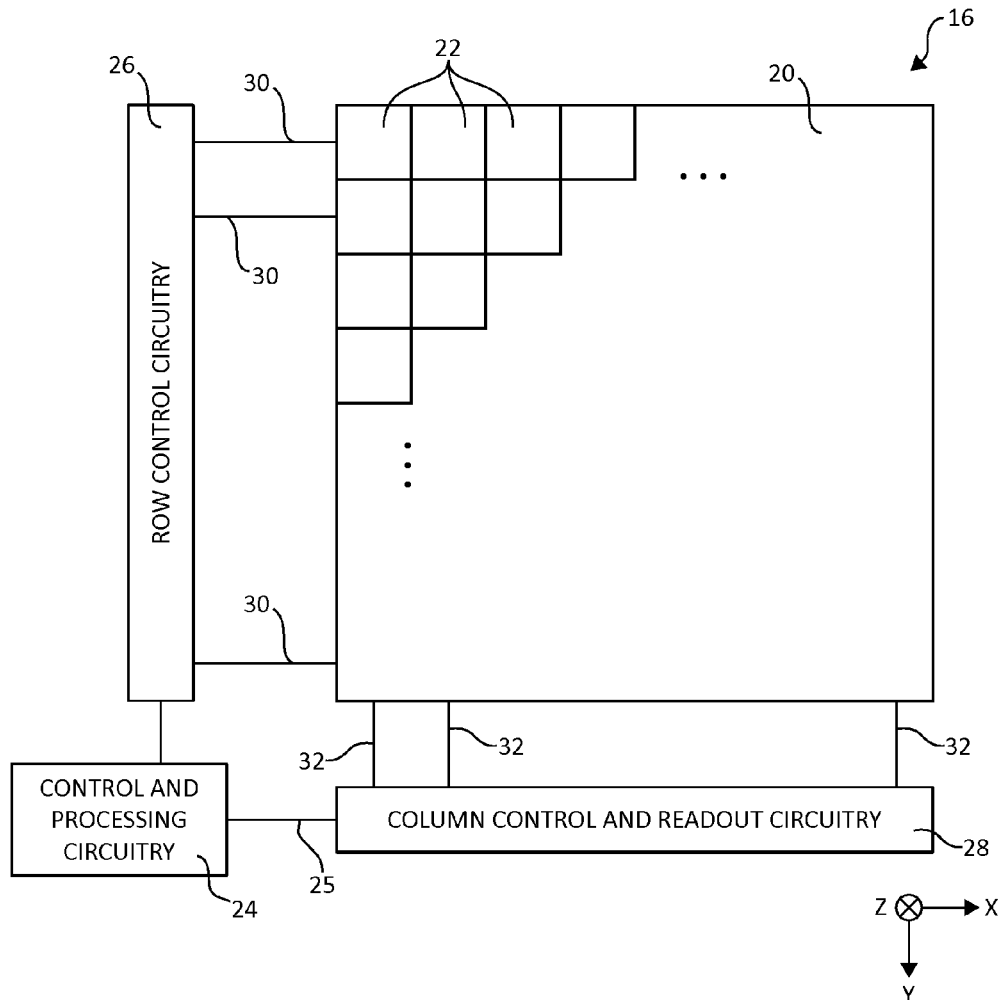 16
26
22
20
30
30
ROW CONTROL CIRCUITRY
30
32
32
32
CONTROL AND
PROCESSING
CIRCUITRY
COLUMN CONTROL AND READOUT CIRCUITRY
28
25
24
Z
X
Y